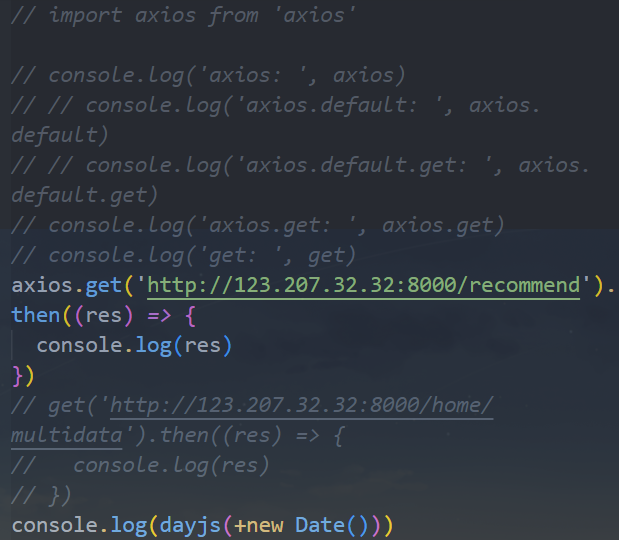 // import axios from 'axios'
// console.log('axios: ', axios)
// // console.log('axios.default: ', axios.
default)
// // console.log('axios.default.get: ', axios.
default.get)
// console.log('axios.get: ', axios.get)
// console.log('get: ', get)
axios.get('http://123.207.32.32:8000/recommend').
then((res) => {
  console.log(res)
})
// get('http://123.207.32.32:8000/home/
multidata').then((res) => {
//   console.log(res)
// })
console.log(dayjs(+new Date()))